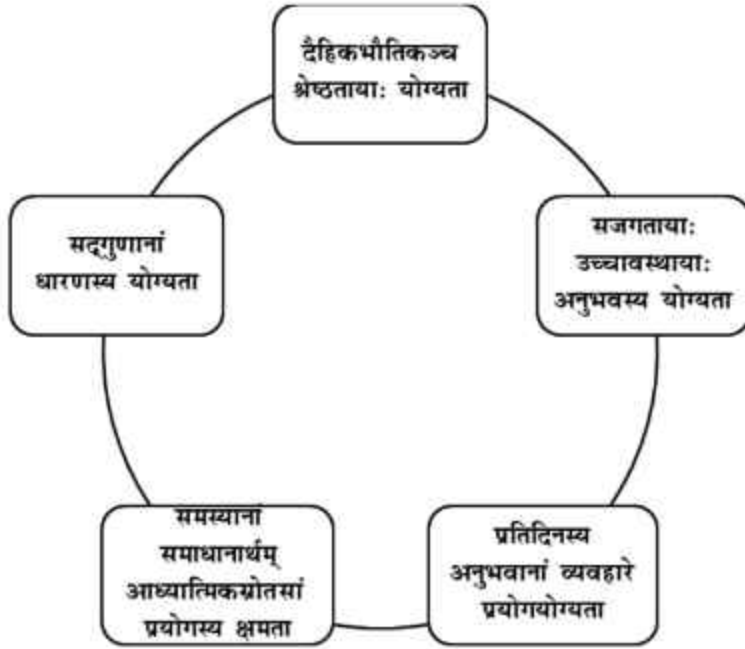 दैहिकभौतिकञ्च
श्रेष्ठतायाः योग्यता
सजगतायाः
उच्चावस्थायाः
अनुभवस्य योग्यता
प्रतिदिनस्य
अनुभवानां व्यवहारे
प्रयोगयोग्यता
समस्यानां
समाधानार्थम्
आध्यात्मिकस्रोतसां
प्रयोगस्य क्षमता
सद्गुणानां
धारणस्य योग्यता